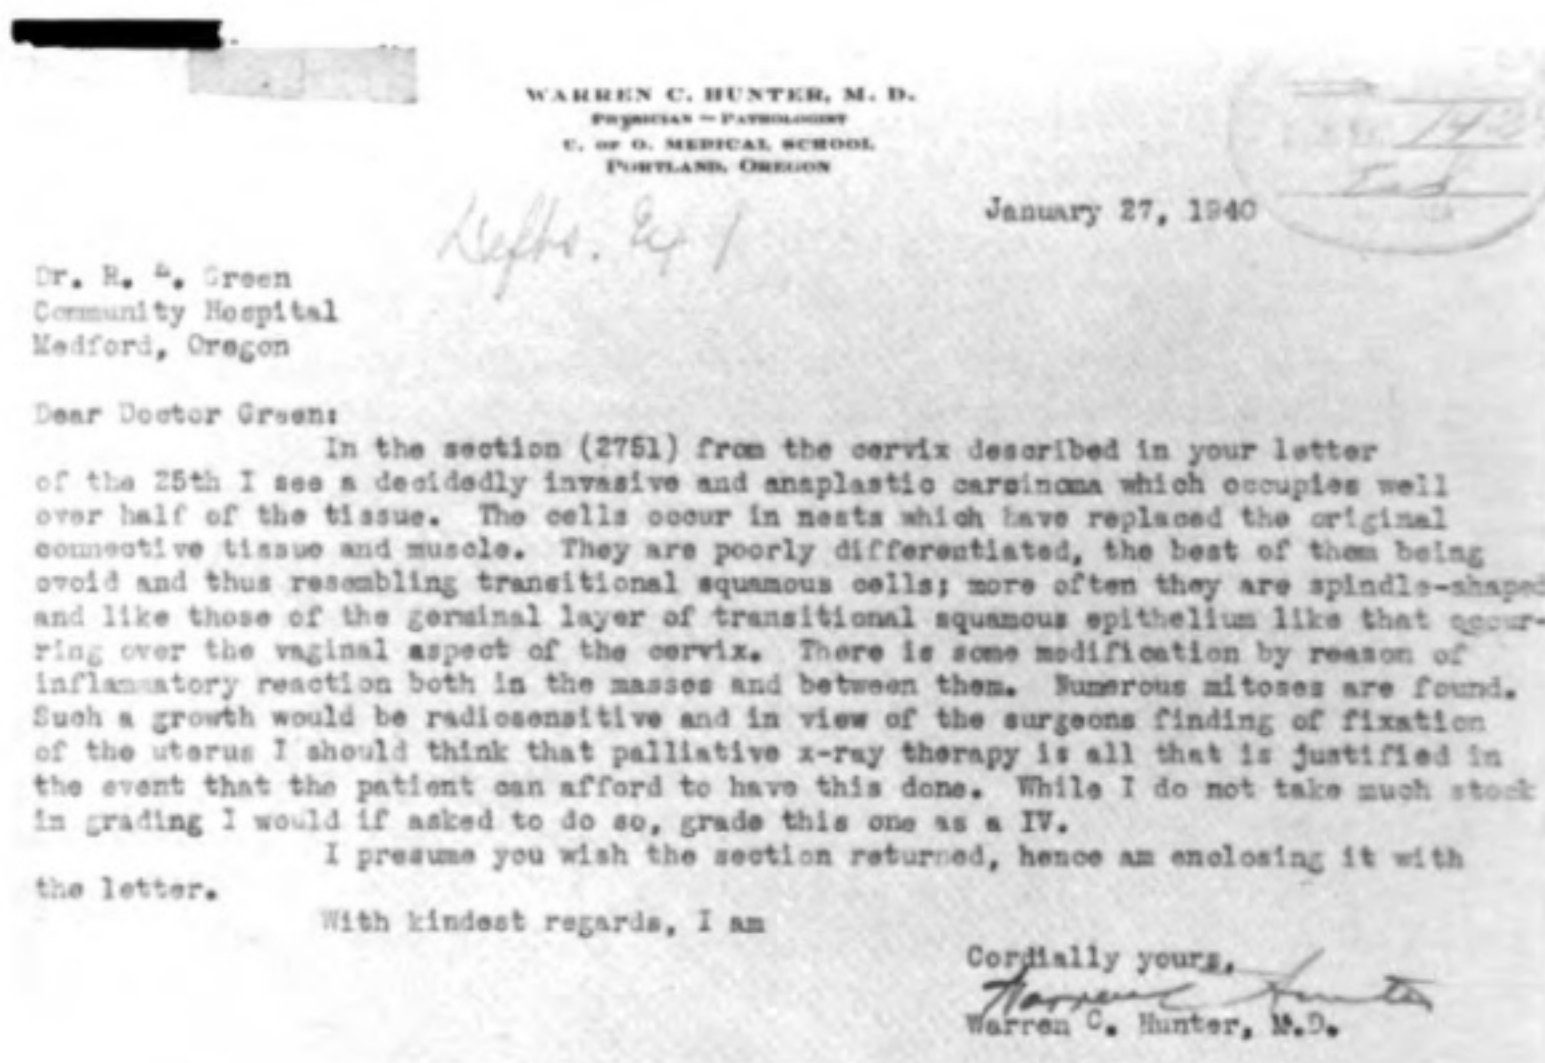 WARREN C. HUNTER, M. D.
PHYSICIAN — PATHOLOGIST
U. OF O. MEDICAL SCHOOL
PORTLAND, OREGON
January 27, 1940
Defts. Ex 1
Dr. R. E. Green
Community Hospital
Medford, Oregon
Dear Doctor Green:
In the section (2751) from the cervix described in your letter
of the 25th I see a decidedly invasive and anaplastic carcinoma which occupies well
over half of the tissue. The cells occur in nests which have replaced the original
connective tissue and muscle. They are poorly differentiated, the best of them being
ovoid and thus resembling transitional squamous cells; more often they are spindle-shaped
and like those of the germinal layer of transitional squamous epithelium like that occur-
ring over the vaginal aspect of the cervix. There is some modification by reason of
inflammatory reaction both in the masses and between them. Numerous mitoses are found.
Such a growth would be radiosensitive and in view of the surgeons finding of fixation
of the uterus I should think that palliative x-ray therapy is all that is justified in
the event that the patient can afford to have this done. While I do not take much stock
in grading I would if asked to do so, grade this one as a IV.
I presume you wish the section returned, hence am enclosing it with
the letter.
With kindest regards, I am
Cordially yours,
Warren C Hunter
Warren C. Hunter, M.D.